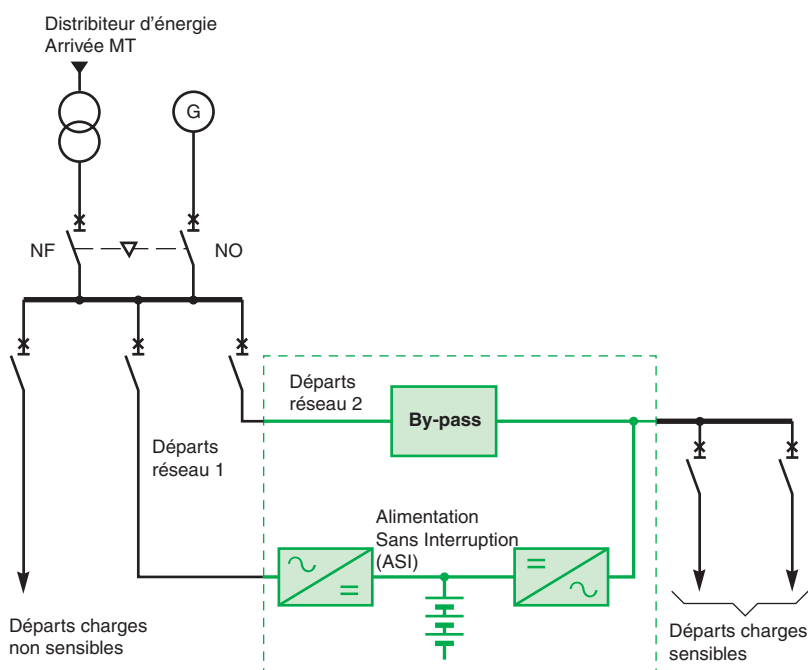 Distribiteur d'énergie
Arrivée MT
G
NF
NO
Départs
réseau 2
By-pass
Départs
réseau 1
Alimentation
Sans Interruption
(ASI)
Départs charges
non sensibles
Départs charges
sensibles